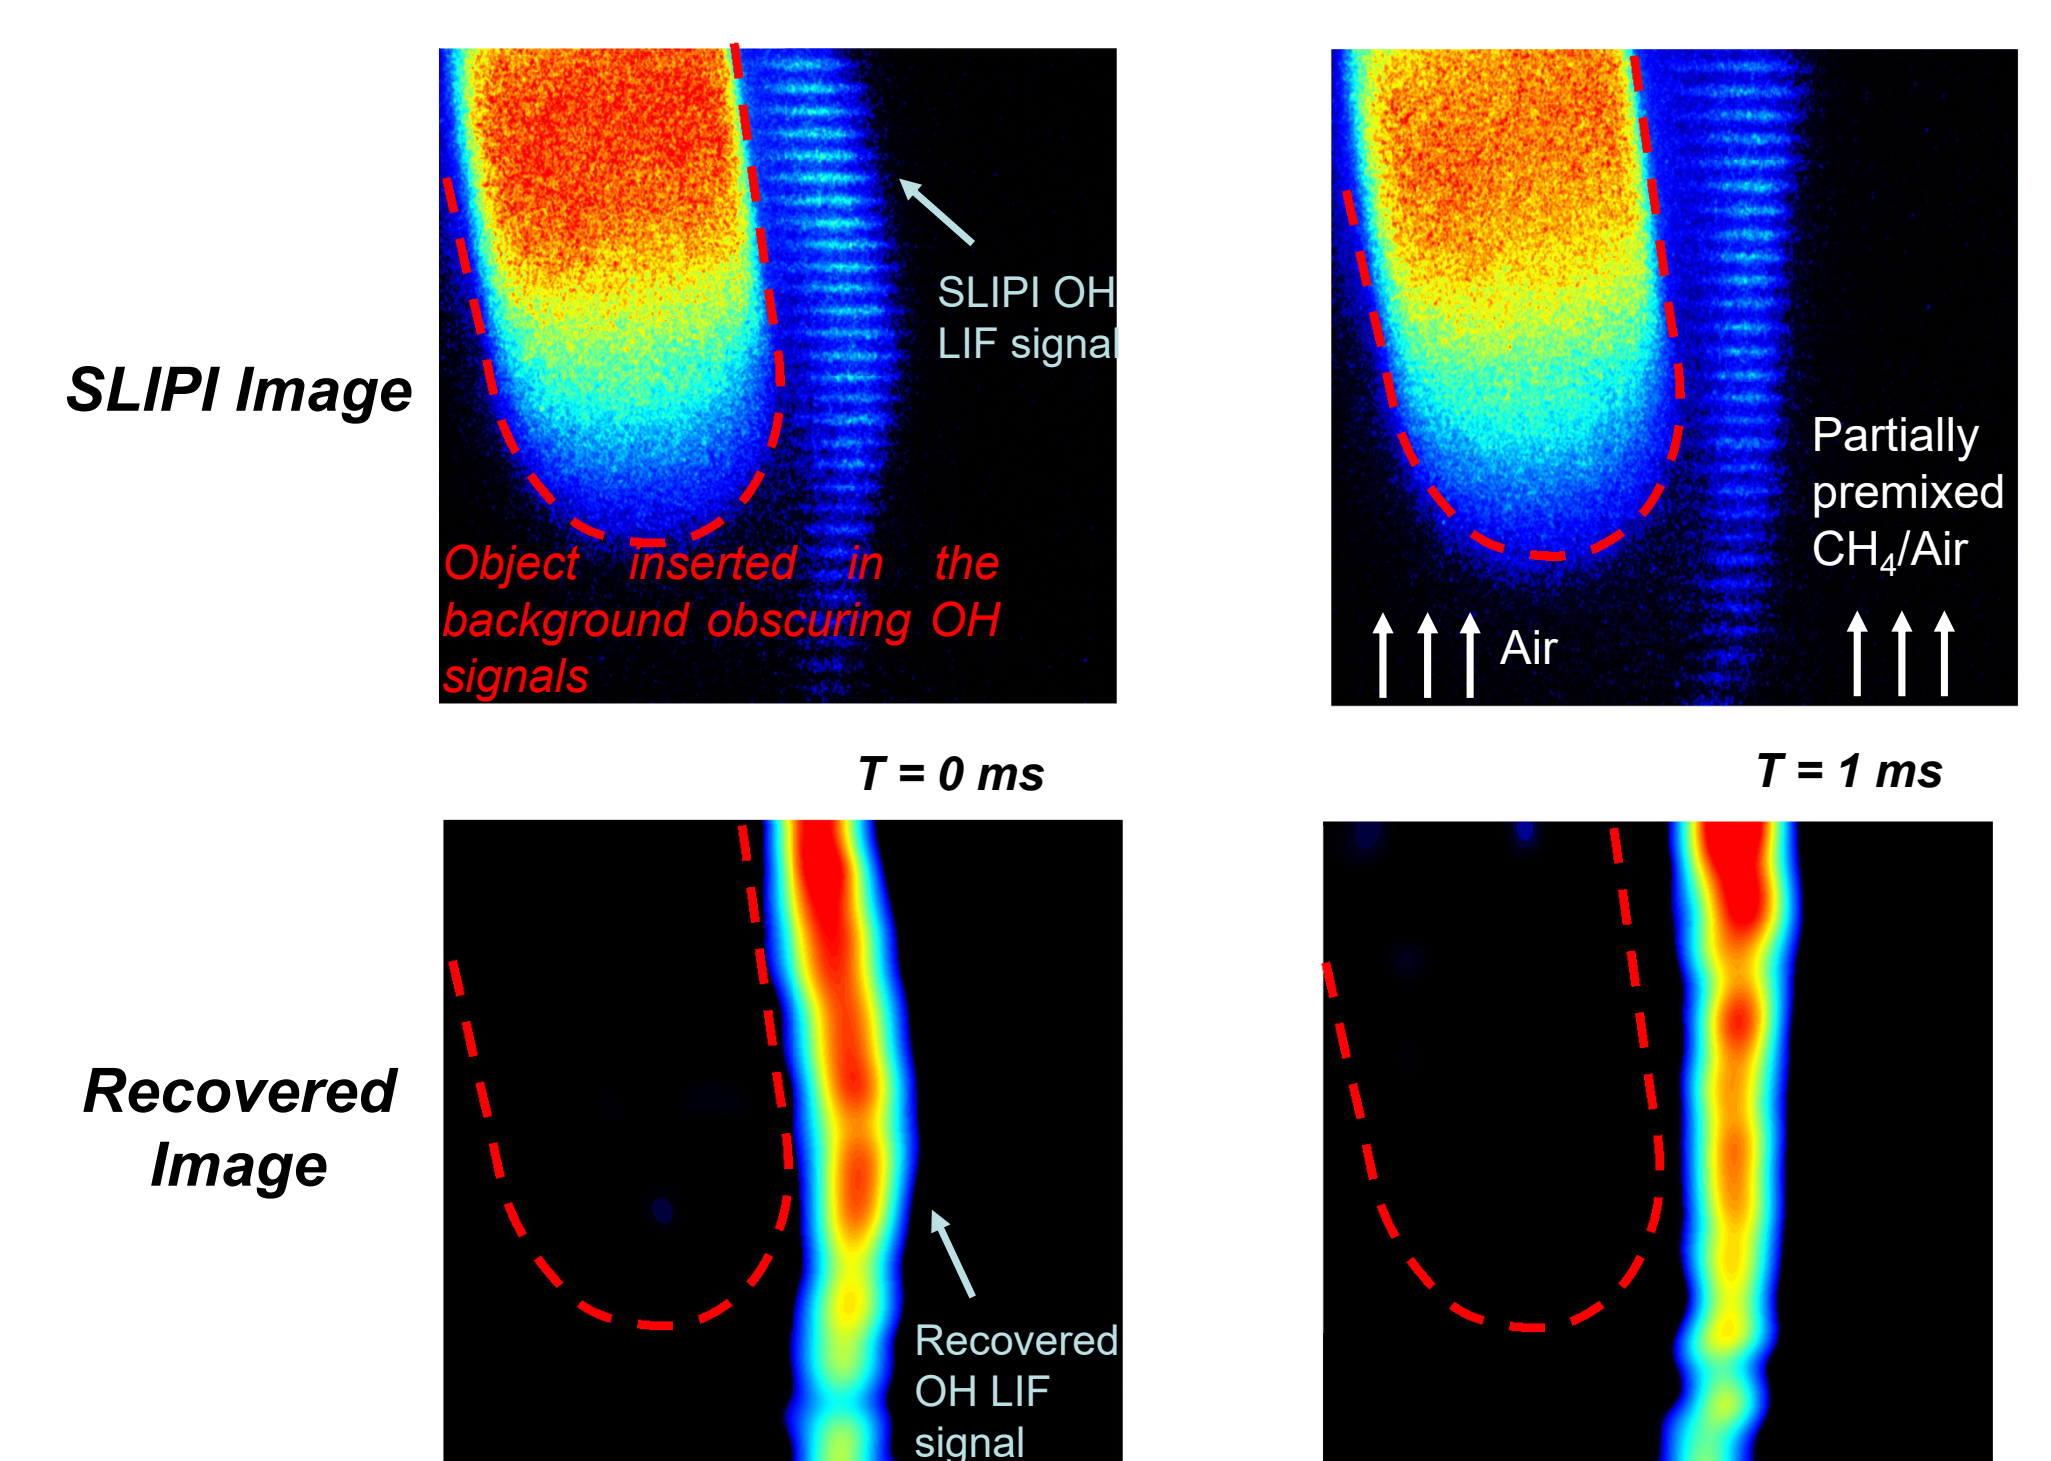 SLIPI Image
SLIPI OH
LIF signal
Object inserted in the
background obscuring OH
signals
Partially
premixed
CH₄/Air
Air
T = 0 ms
T = 1 ms
Recovered
Image
Recovered
OH LIF
signal